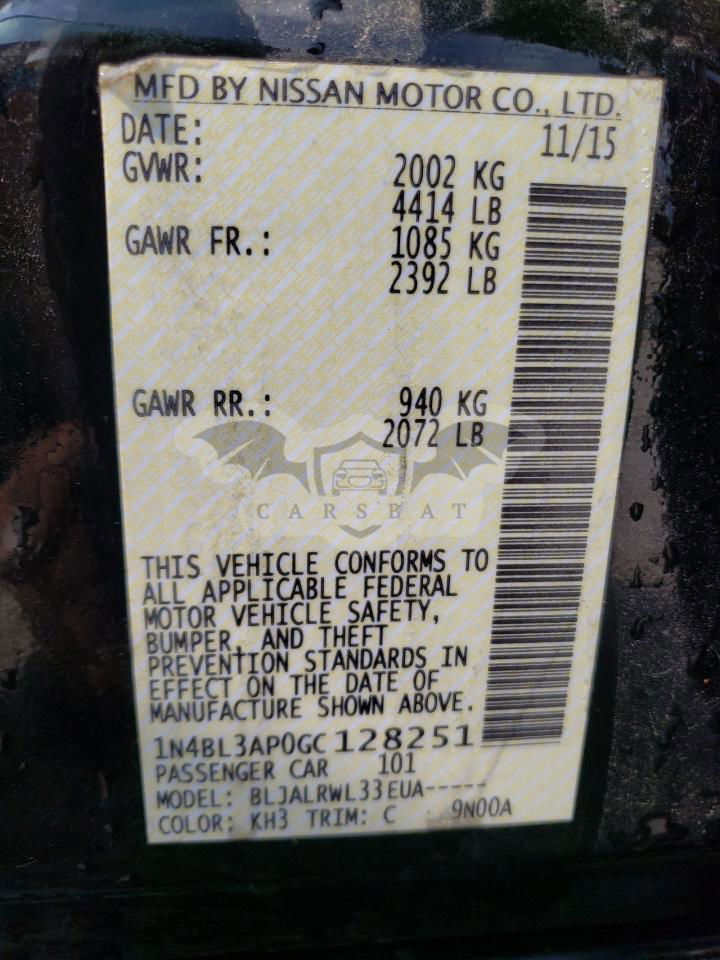 MFD BY NISSAN MOTOR CO., LTD.
DATE: 11/15
GVWR: 2002 KG
4414 LB
GAWR FR.: 1085 KG
2392 LB
GAWR RR.: 940 KG
2072 LB
CARSBAT
THIS VEHICLE CONFORMS TO
ALL APPLICABLE FEDERAL
MOTOR VEHICLE SAFETY,
BUMPER, AND THEFT
PREVENTION STANDARDS IN
EFFECT ON THE DATE OF
MANUFACTURE SHOWN ABOVE.
1N4BL3AP0GC128251
PASSENGER CAR 101
MODEL: BLJALRWL33EUA-----
COLOR: KH3 TRIM: C 9N00A